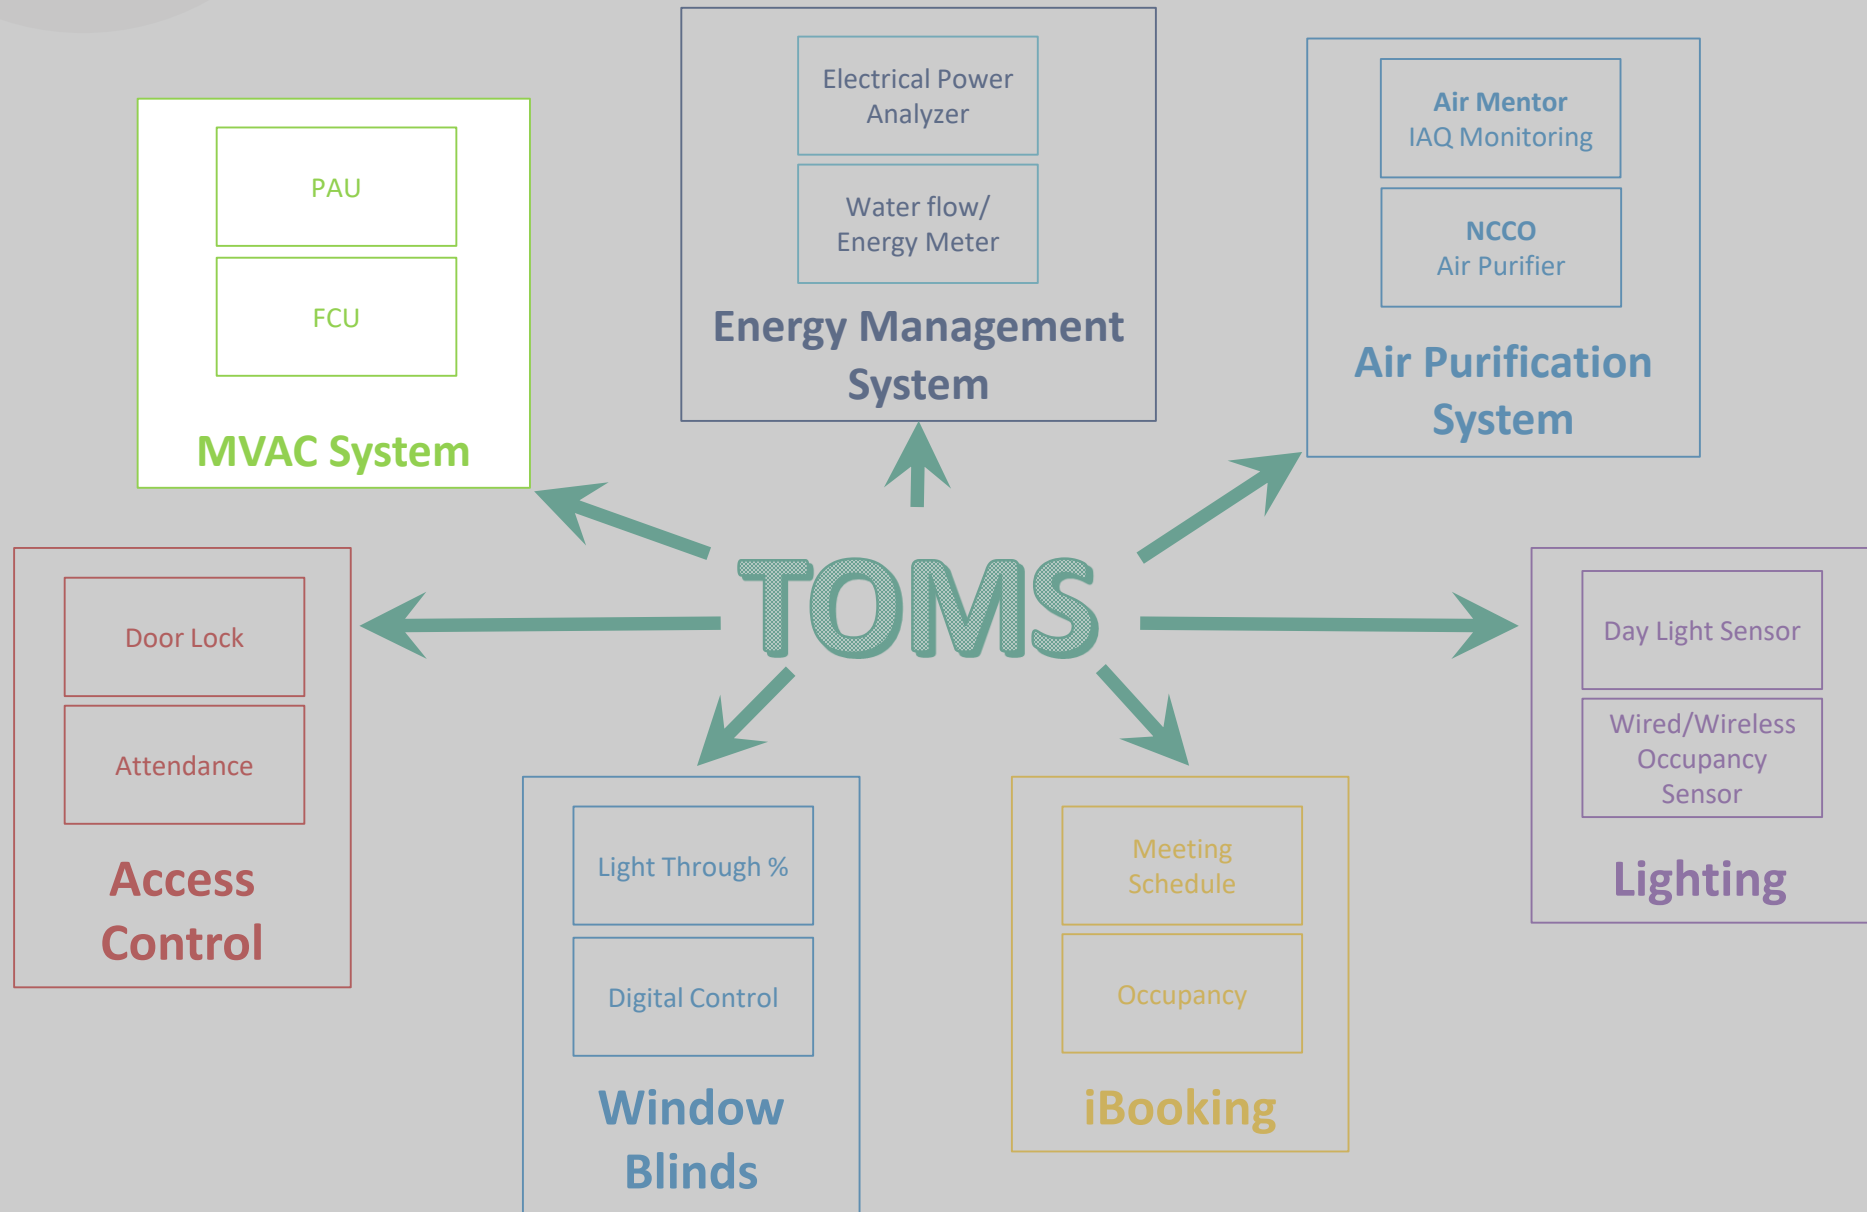 PAU
FCU
MVAC System
Electrical Power
Analyzer
Water flow/
Energy Meter
Energy Management
System
Air Mentor
IAQ Monitoring
NCCO
Air Purifier
Air Purification
System
TOMS
Door Lock
Attendance
Access
Control
Light Through %
Digital Control
Window
Blinds
Meeting
Schedule
Occupancy
iBooking
Day Light Sensor
Wired/Wireless
Occupancy
Sensor
Lighting